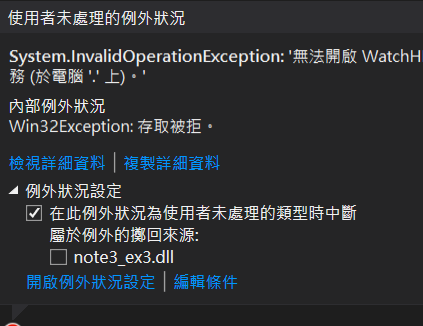 使用者未處理的例外狀況
System.InvalidOperationException: '無法開啟 WatchH
務 (於電腦 '.' 上)。'
內部例外狀況
Win32Exception: 存取被拒。
檢視詳細資料 | 複製詳細資料
例外狀況設定
在此例外狀況為使用者未處理的類型時中斷
屬於例外的擲回來源:
note3_ex3.dll
開啟例外狀況設定 | 編輯條件